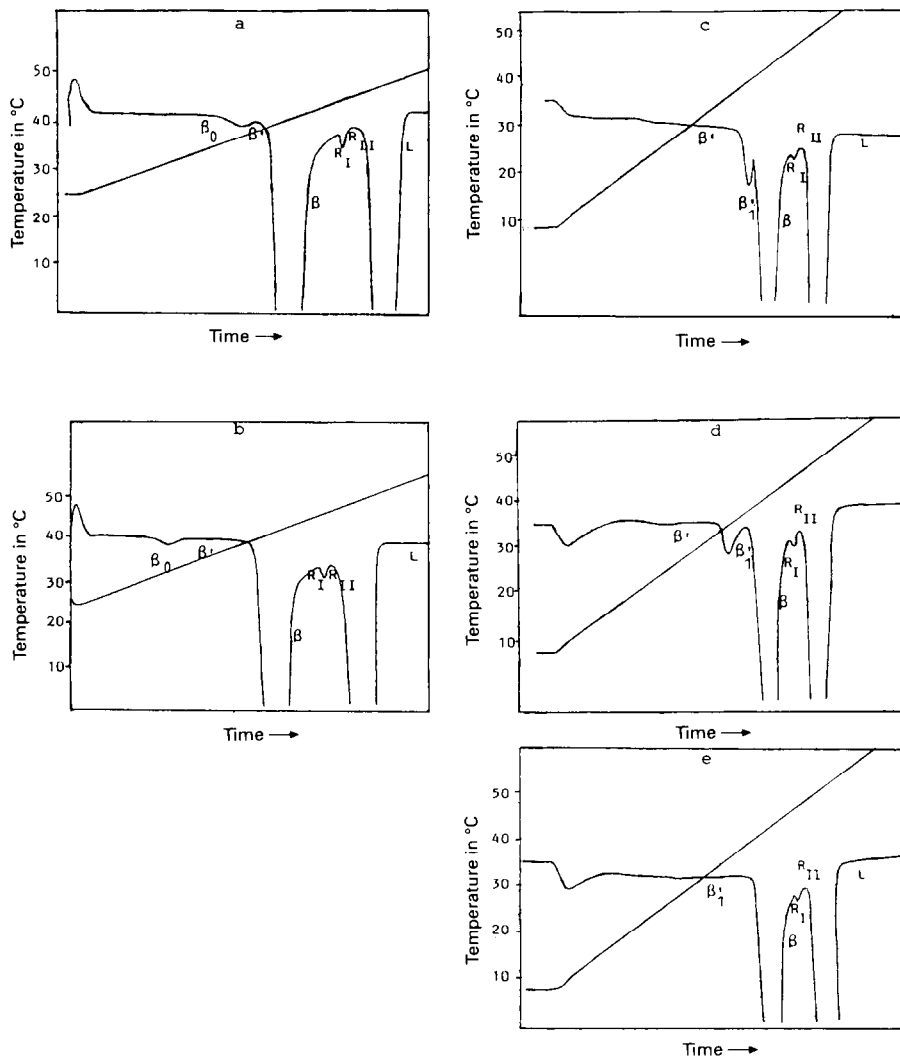 a
Temperature in °C
50
40
30
20
10
β0
β'
β
RI
RII
L
Time →
b
Temperature in °C
50
40
30
20
10
β0
β'
β
RI
RII
L
Time →
c
Temperature in °C
50
40
30
20
10
β'
β'1
β
RI
RII
L
Time →
d
Temperature in °C
50
40
30
20
10
β'
β'1
β
RI
RII
L
Time →
e
Temperature in °C
50
40
30
20
10
β'1
β
RI
RII
L
Time →